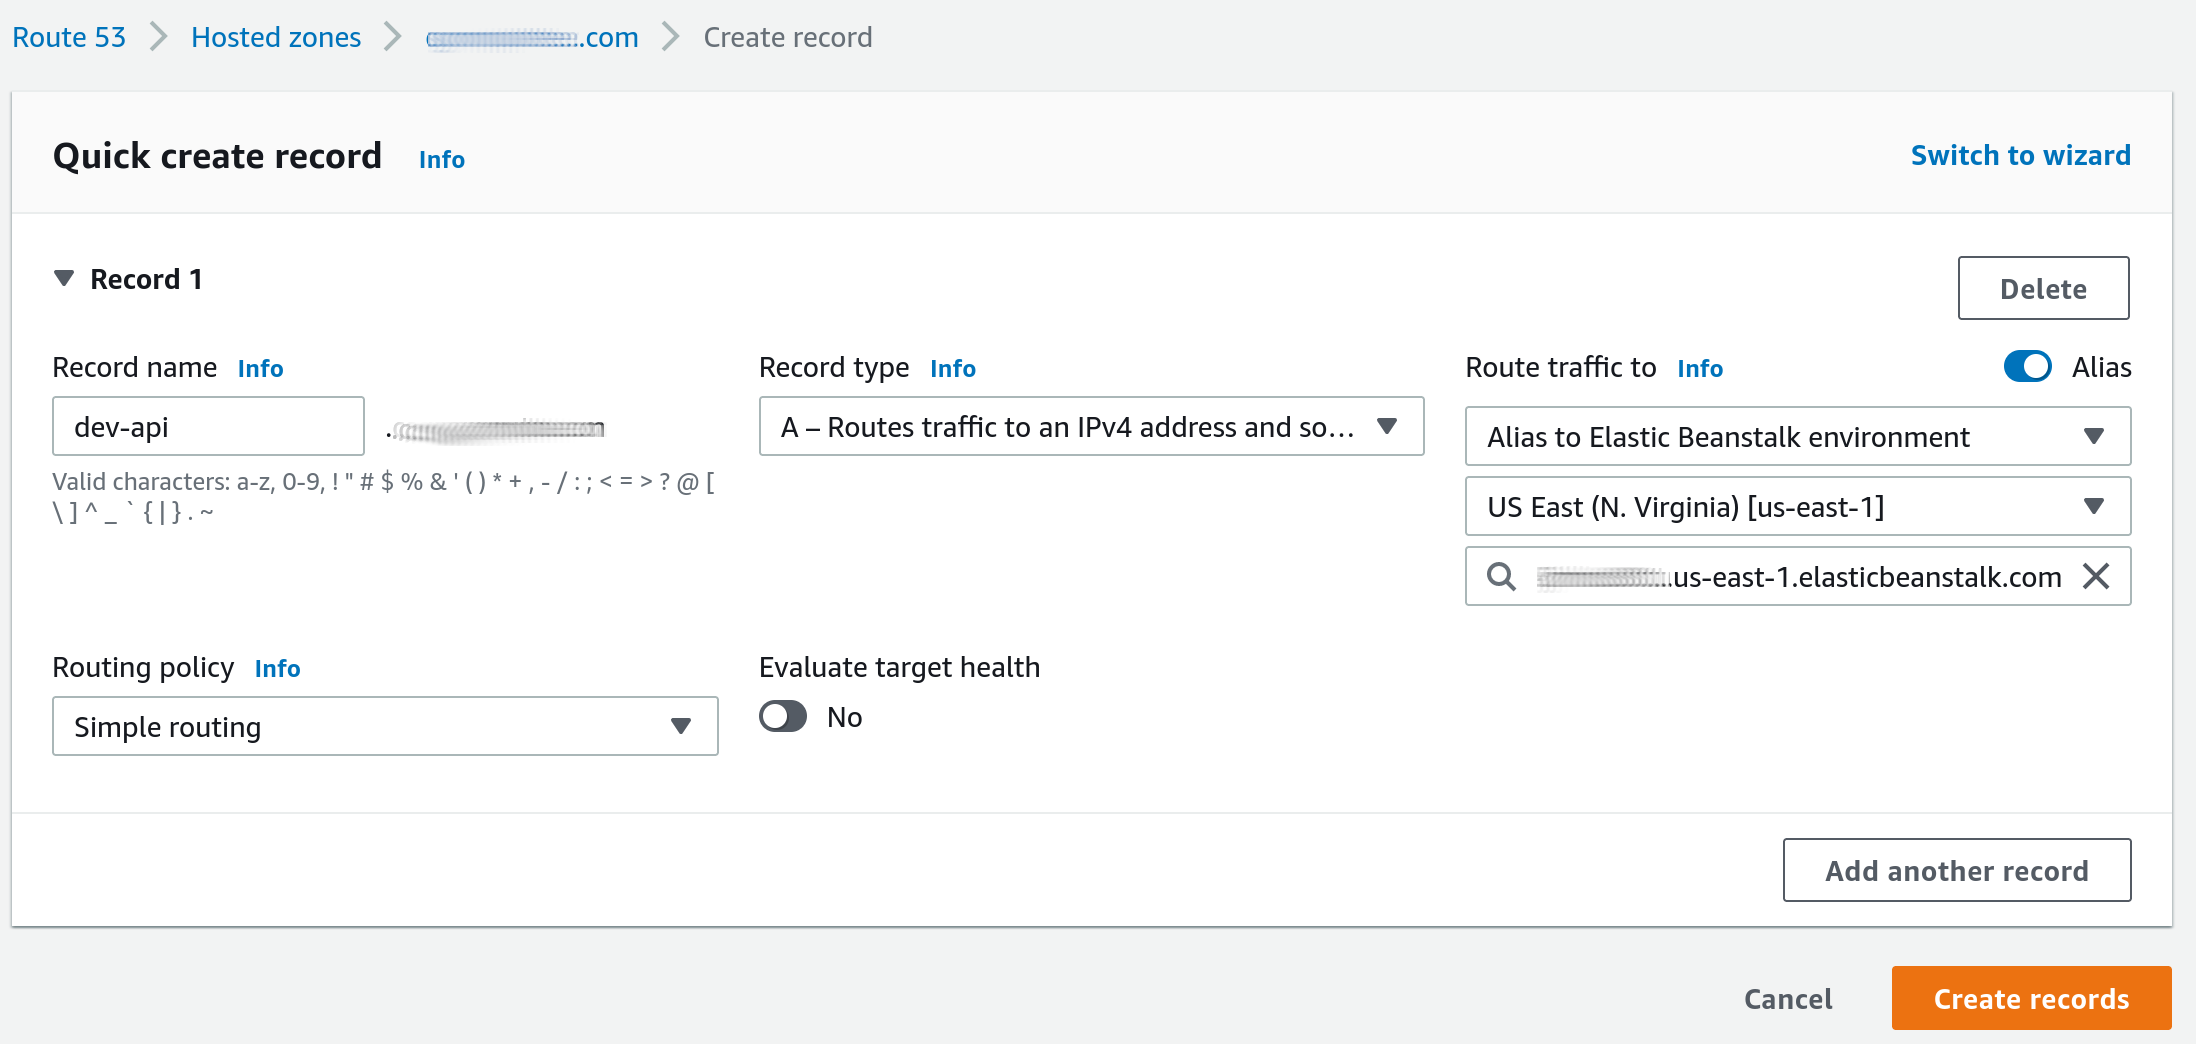 Route 53 > Hosted zones > .com > Create record
Quick create record Info
Switch to wizard
Record 1
Delete
Record name Info
dev-api
Valid characters: a-z, 0-9, ! " # $ % & ' ( ) * + , - / : ; < = > ? @ [
\ ] ^ _ ` { | } . ~
Record type Info
A – Routes traffic to an IPv4 address and so...
Route traffic to Info
Alias
Alias to Elastic Beanstalk environment
US East (N. Virginia) [us-east-1]
.us-east-1.elasticbeanstalk.com
Routing policy Info
Simple routing
Evaluate target health
No
Add another record
Cancel
Create records